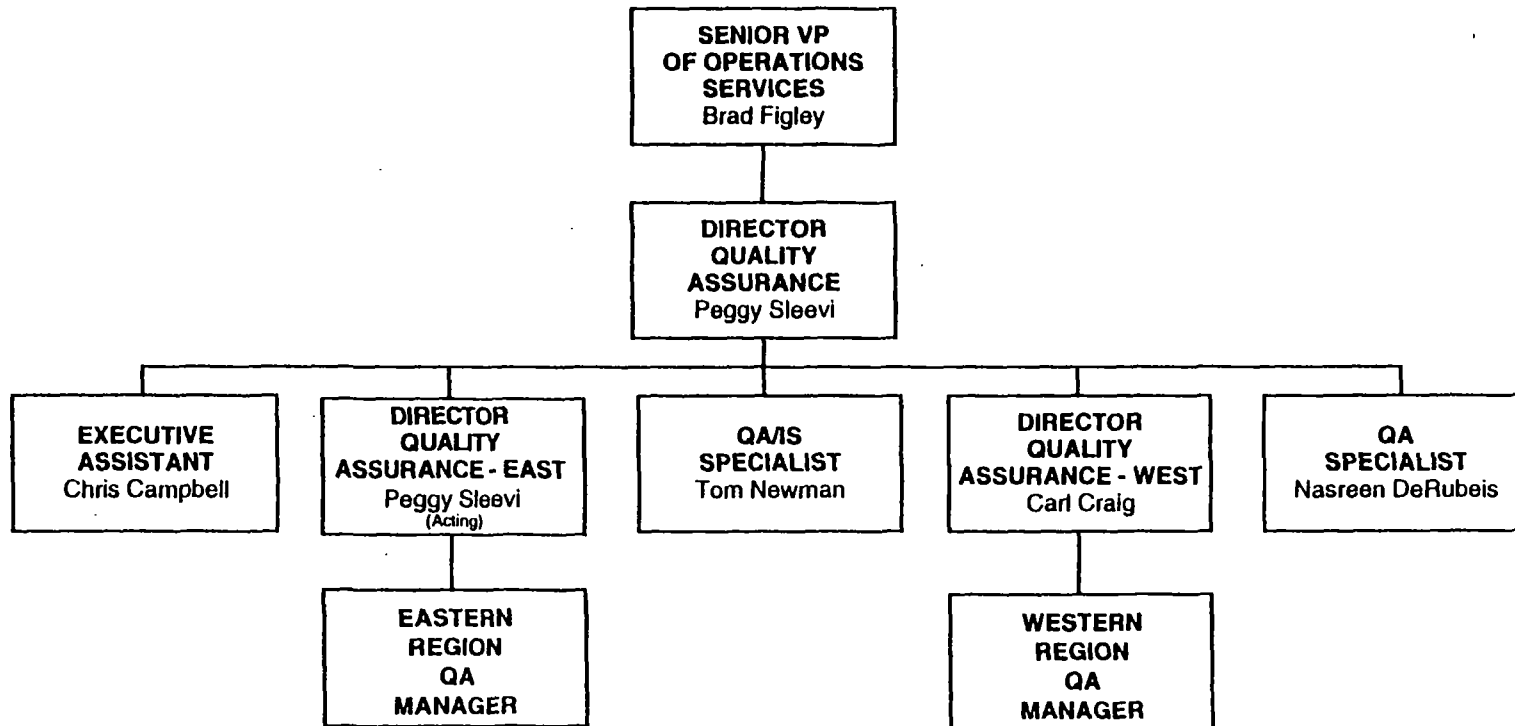 SENIOR VP
OF OPERATIONS
SERVICES
Brad Figley
DIRECTOR
QUALITY
ASSURANCE
Peggy Sleevi
EXECUTIVE
ASSISTANT
Chris Campbell
DIRECTOR
QUALITY
ASSURANCE - EAST
Peggy Sleevi
(Acting)
QA/IS
SPECIALIST
Tom Newman
DIRECTOR
QUALITY
ASSURANCE - WEST
Carl Craig
QA
SPECIALIST
Nasreen DeRubeis
EASTERN
REGION
QA
MANAGER
WESTERN
REGION
QA
MANAGER